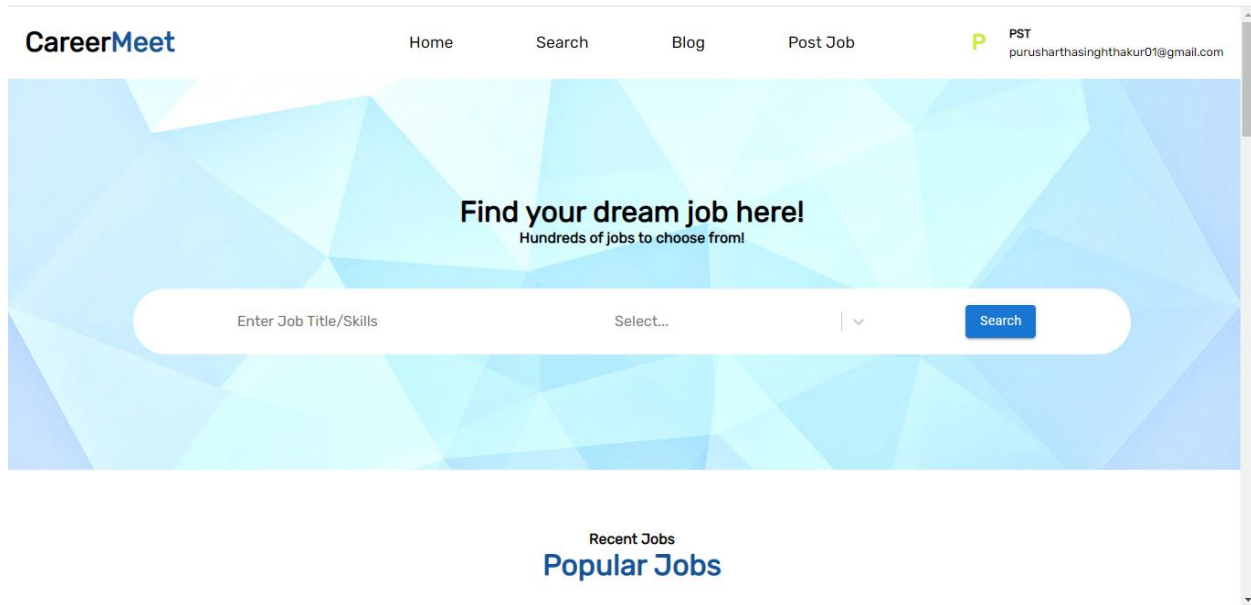 CareerMeet
Home
Search
Blog
Post Job
P
PST
purusharthasinghthakur01@gmail.com
Find your dream job here!
Hundreds of jobs to choose from!
Enter Job Title/Skills
Select...
Search
Recent Jobs
Popular Jobs